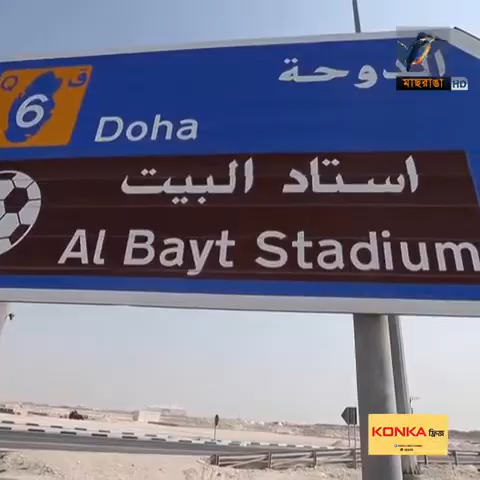 الدوحة
মাছরাঙা HD
Q ق
6
Doha
استاد البيت
Al Bayt Stadium
KONKA ফ্রিজ